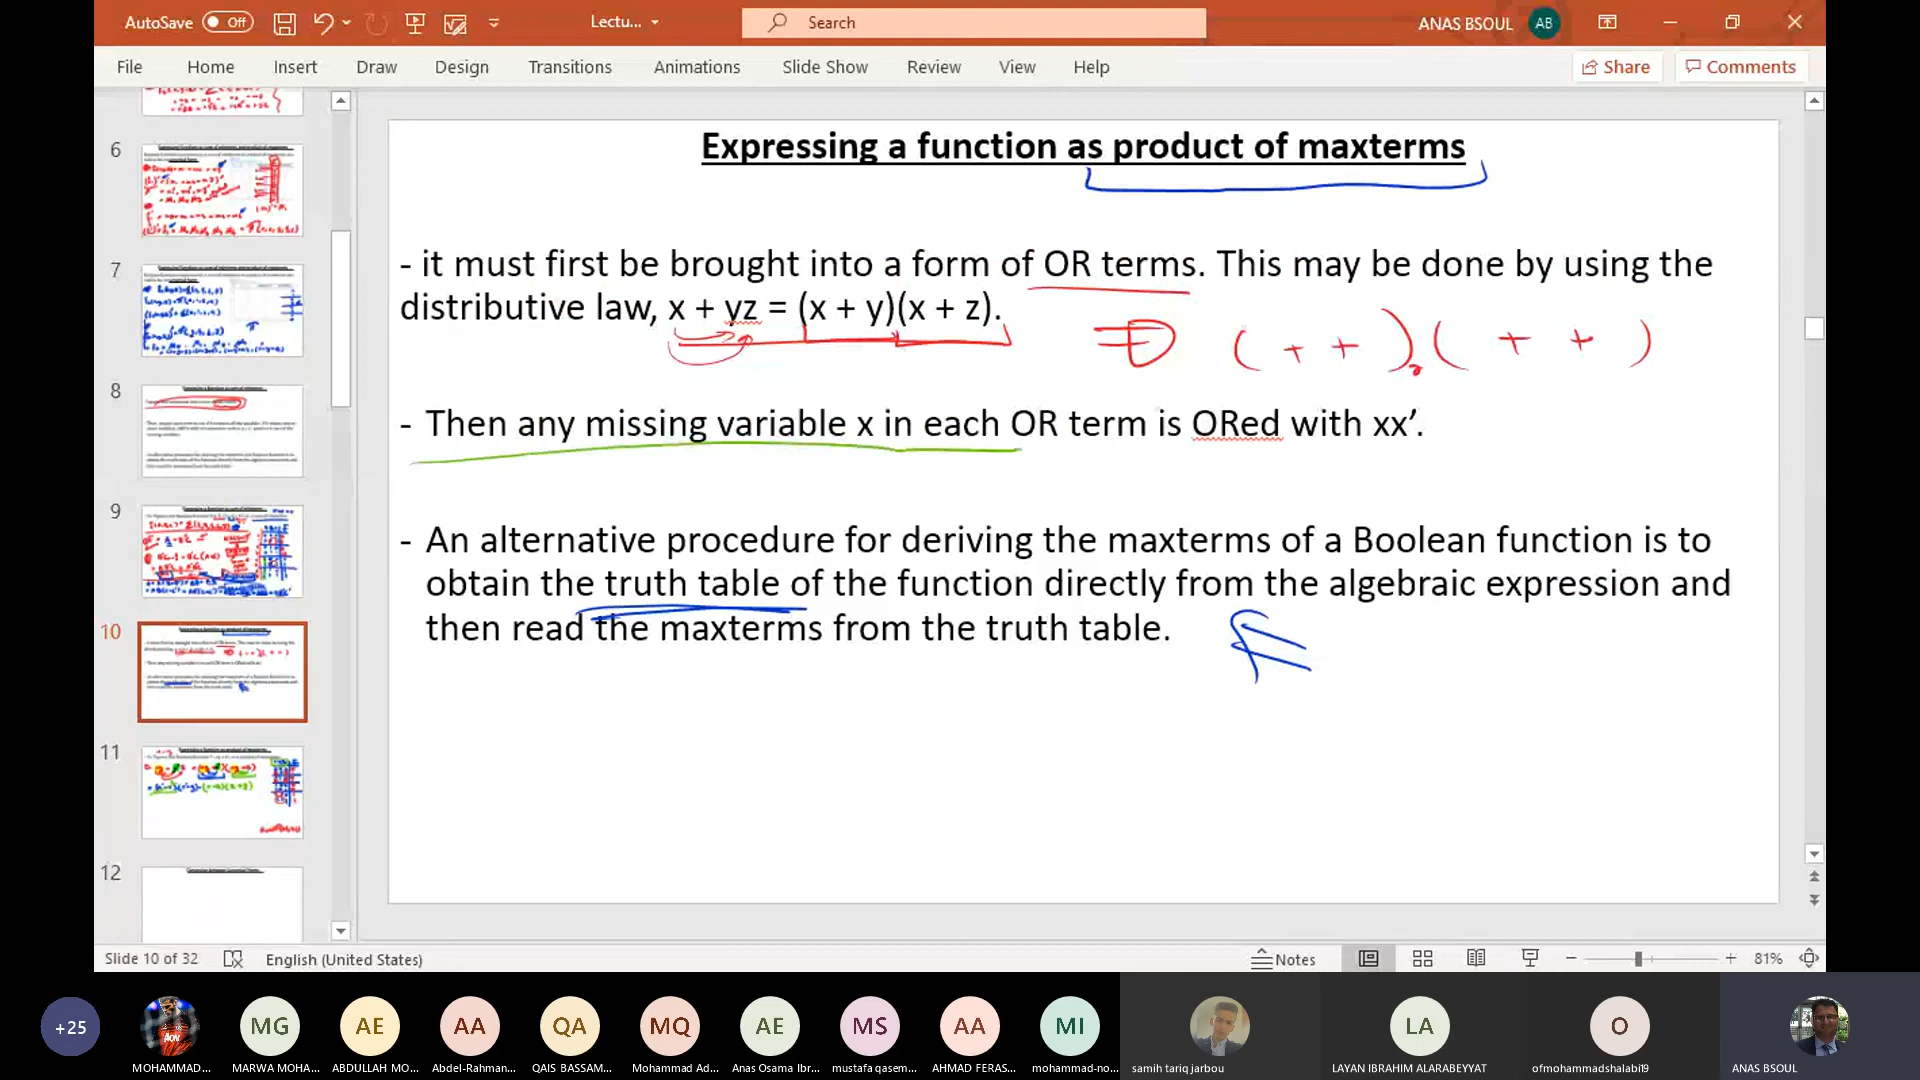 AutoSave Off Lectu... Search ANAS BSOUL AB
File Home Insert Draw Design Transitions Animations Slide Show Review View Help Share Comments
6
7
8
9
10
11
12
Expressing a function as product of maxterms
- it must first be brought into a form of OR terms. This may be done by using the
distributive law, x + yz = (x + y)(x + z).
( + + ).( + + )
- Then any missing variable x in each OR term is ORed with xx’.
- An alternative procedure for deriving the maxterms of a Boolean function is to
obtain the truth table of the function directly from the algebraic expression and
then read the maxterms from the truth table.
Slide 10 of 32 English (United States) Notes 81%
+25 MG AE AA QA MQ AE MS AA MI LA O
MOHAMMAD... MARWA MOHA... ABDULLAH MO... Abdel-Rahman... QAIS BASSAM... Mohammad Ad... Anas Osama Ibr... mustafa qasem... AHMAD FERAS... mohammad-no... samih tariq jarbou LAYAN IBRAHIM ALARABEYYAT ofmohammadshalabi19 ANAS BSOUL